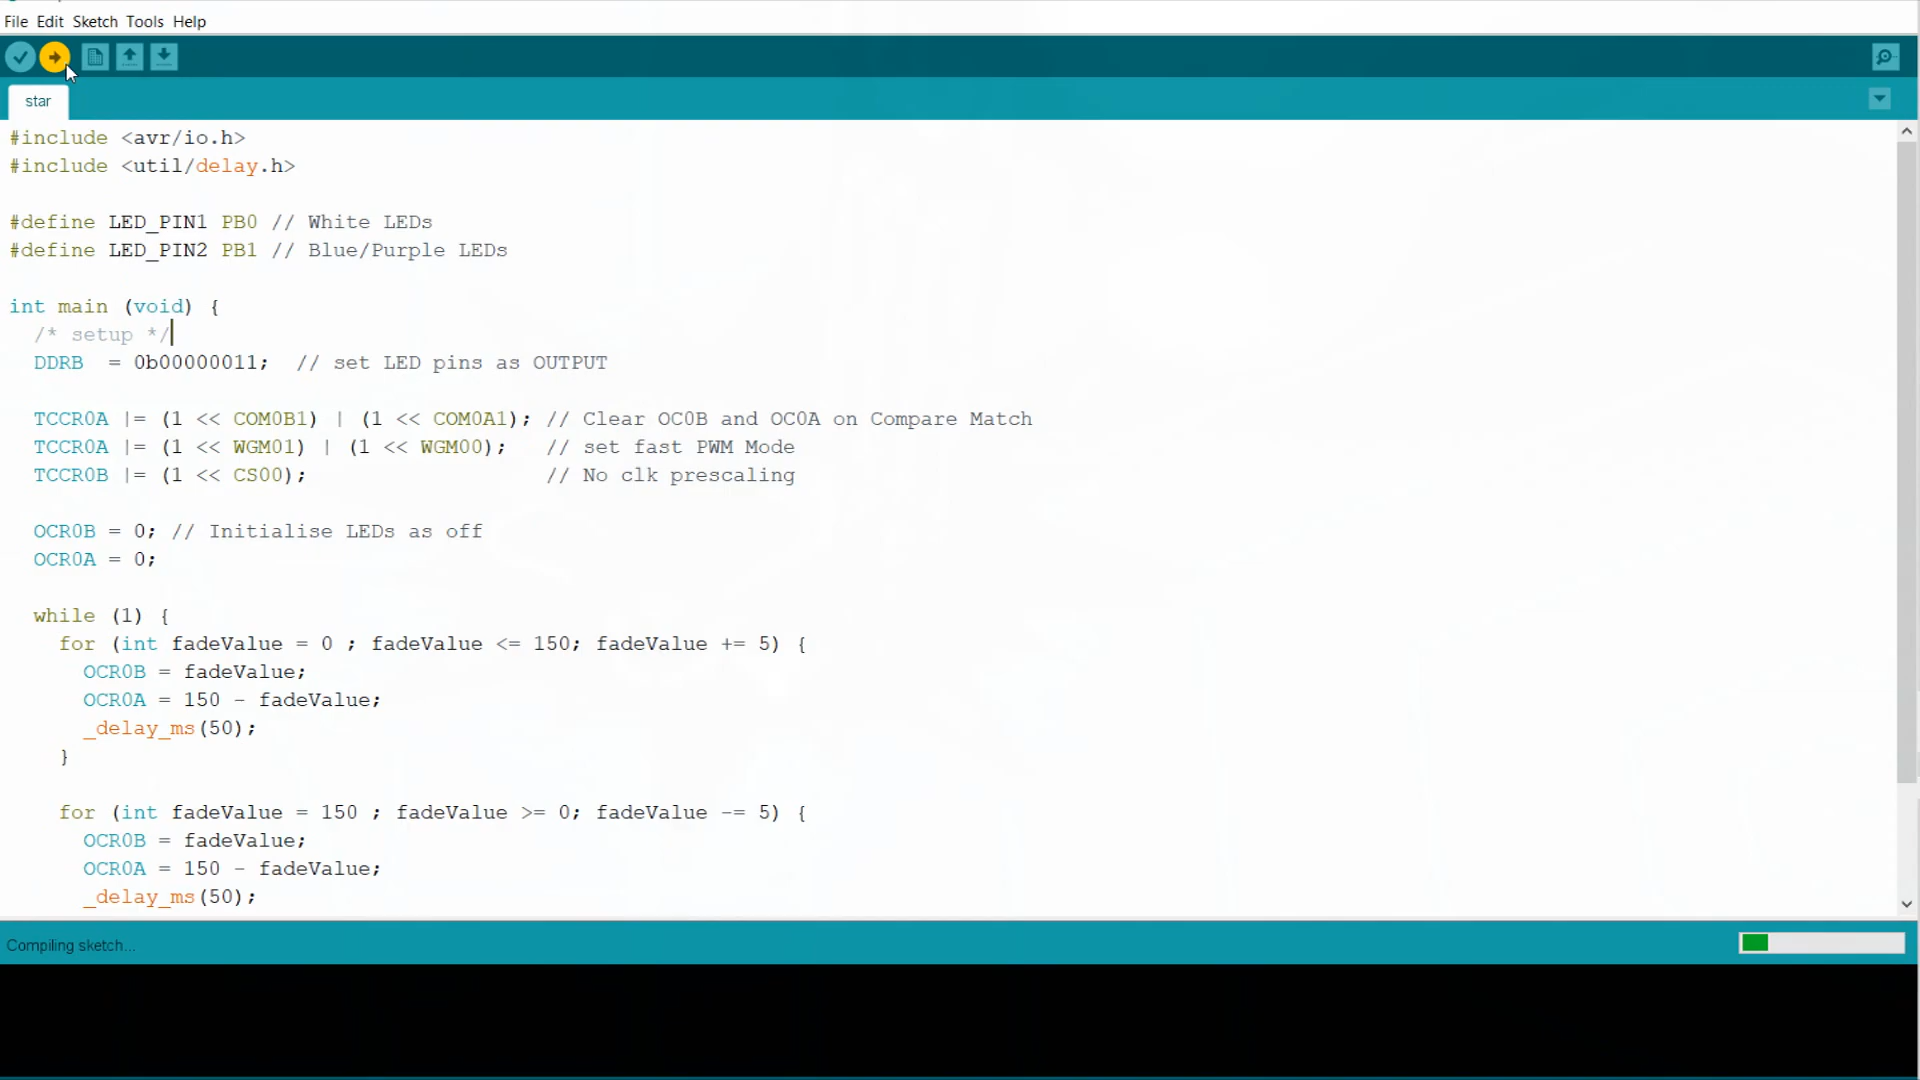 File Edit Sketch Tools Help
star
#include <avr/io.h>
#include <util/delay.h>
#define LED_PIN1 PB0 // White LEDs
#define LED_PIN2 PB1 // Blue/Purple LEDs
int main (void) {
/* setup */
DDRB = 0b00000011; // set LED pins as OUTPUT
TCCR0A |= (1 << COM0B1) | (1 << COM0A1); // Clear OC0B and OC0A on Compare Match
TCCR0A |= (1 << WGM01) | (1 << WGM00); // set fast PWM Mode
TCCR0B |= (1 << CS00); // No clk prescaling
OCR0B = 0; // Initialise LEDs as off
OCR0A = 0;
while (1) {
for (int fadeValue = 0 ; fadeValue <= 150; fadeValue += 5) {
OCR0B = fadeValue;
OCR0A = 150 - fadeValue;
_delay_ms(50);
}
for (int fadeValue = 150 ; fadeValue >= 0; fadeValue -= 5) {
OCR0B = fadeValue;
OCR0A = 150 - fadeValue;
_delay_ms(50);
Compiling sketch...